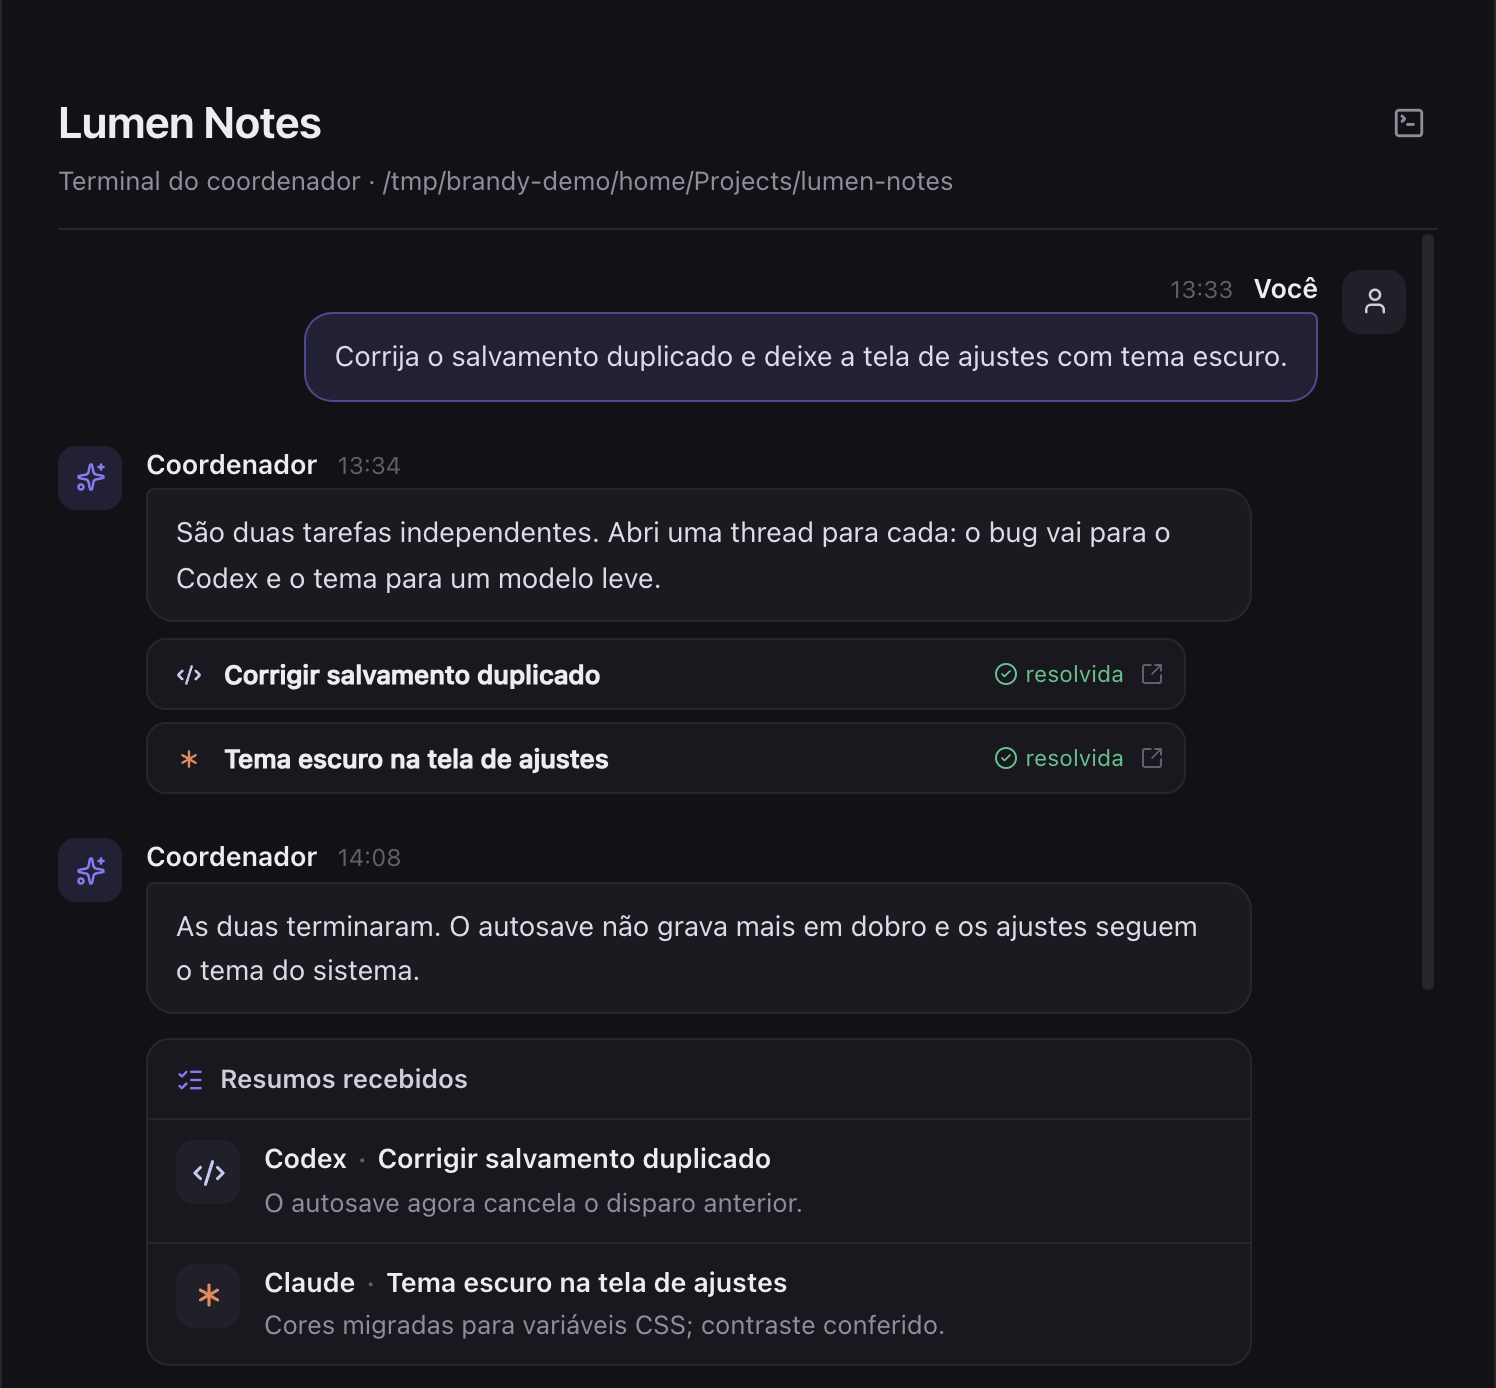 Lumen Notes
Terminal do coordenador · /tmp/brandy-demo/home/Projects/lumen-notes
13:33 Você
Corrija o salvamento duplicado e deixe a tela de ajustes com tema escuro.
Coordenador 13:34
São duas tarefas independentes. Abri uma thread para cada: o bug vai para o
Codex e o tema para um modelo leve.
Corrigir salvamento duplicado resolvida
Tema escuro na tela de ajustes resolvida
Coordenador 14:08
As duas terminaram. O autosave não grava mais em dobro e os ajustes seguem
o tema do sistema.
Resumos recebidos
Codex · Corrigir salvamento duplicado
O autosave agora cancela o disparo anterior.
Claude · Tema escuro na tela de ajustes
Cores migradas para variáveis CSS; contraste conferido.